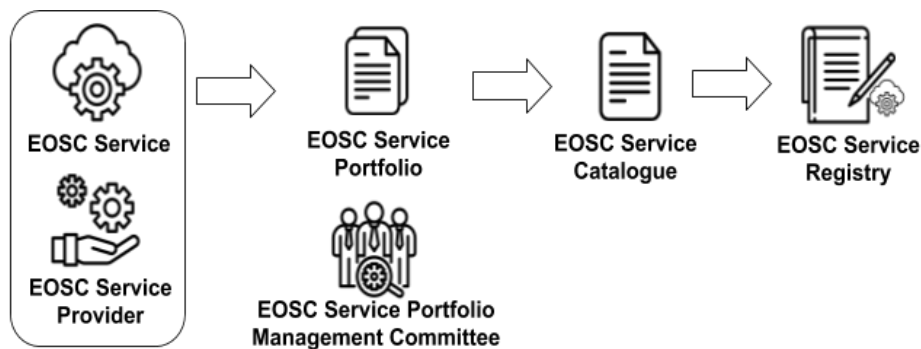 EOSC Service
EOSC Service
Provider
EOSC Service
Portfolio
EOSC Service Portfolio
Management Committee
EOSC Service
Catalogue
EOSC Service
Registry